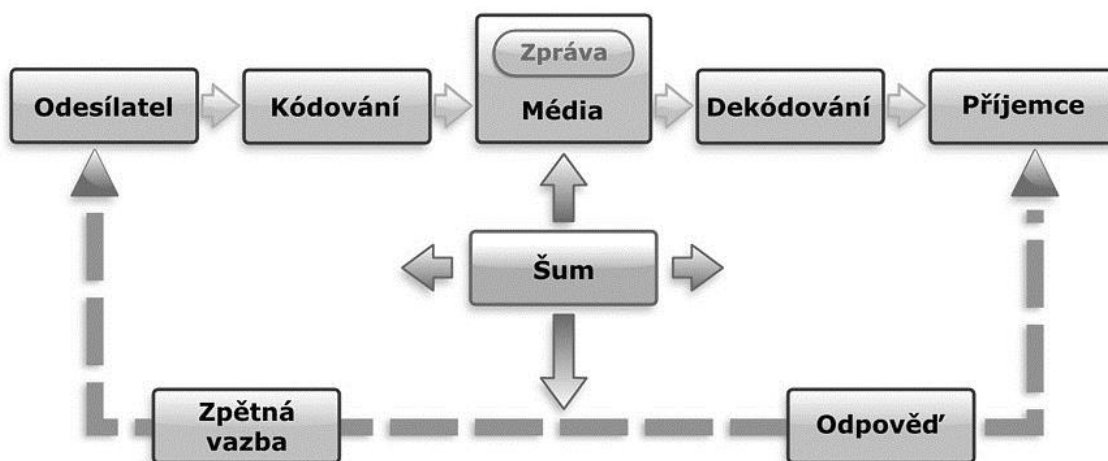 Zpráva
Odesílatel
Kódování
Média
Dekódování
Příjemce
Šum
Zpětná
vazba
Odpověď